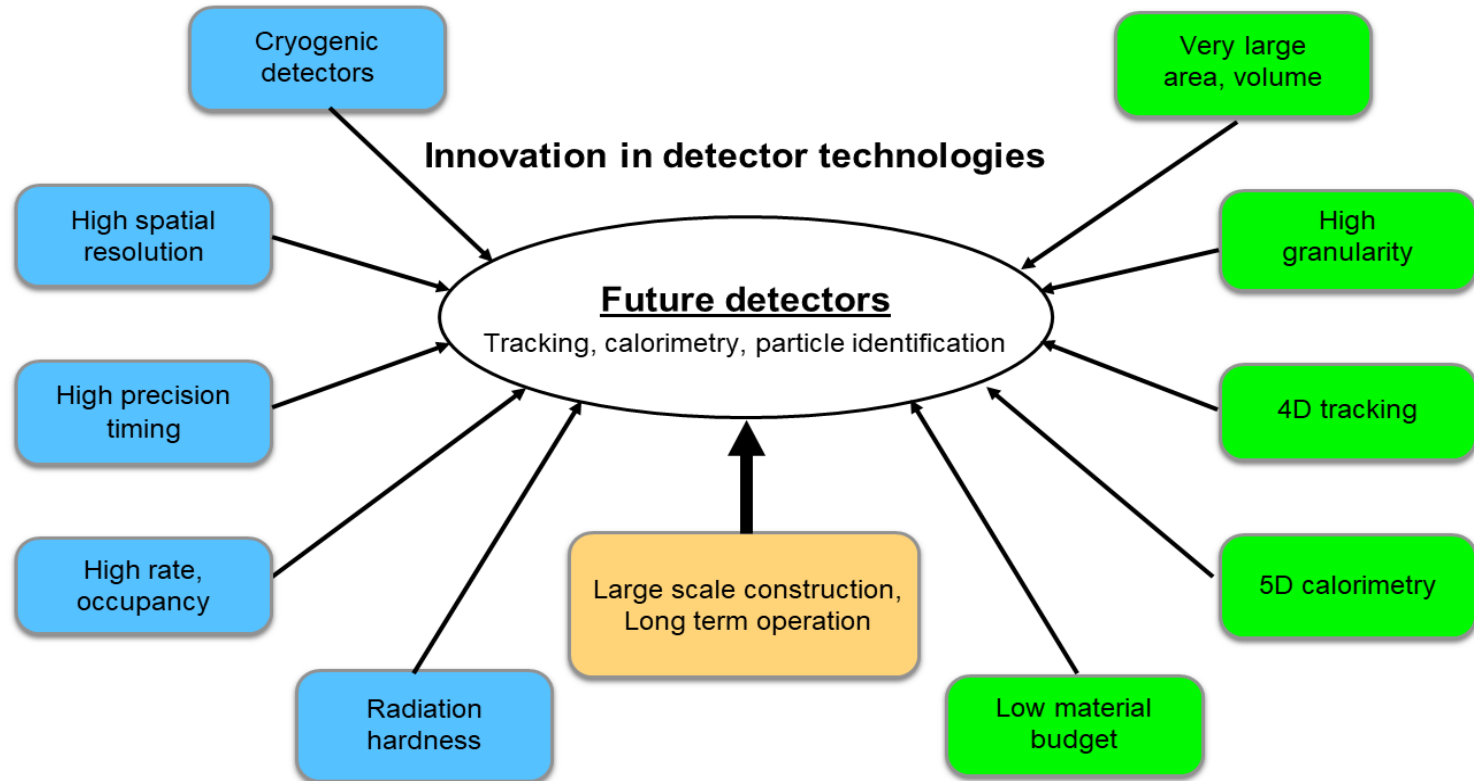 Cryogenic
detectors
Very large
area, volume
Innovation in detector technologies
High spatial
resolution
High
granularity
Future detectors
Tracking, calorimetry, particle identification
High precision
timing
4D tracking
High rate,
occupancy
Large scale construction,
Long term operation
5D calorimetry
Radiation
hardness
Low material
budget